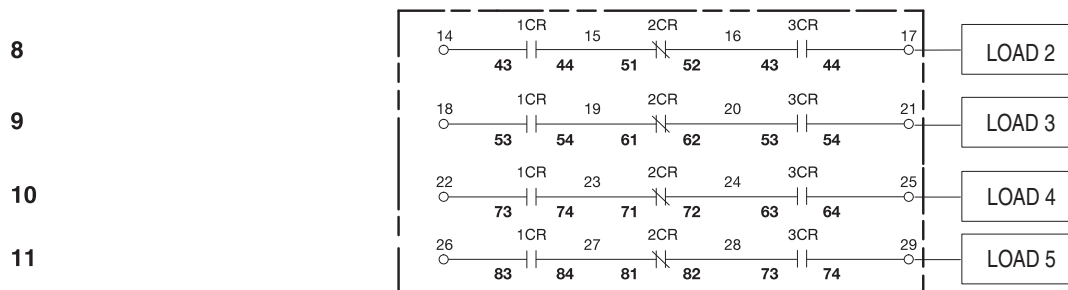 1CR 2CR 3CR
8 14 15 16 17 LOAD 2
43 44 51 52 43 44
1CR 2CR 3CR
9 18 19 20 21 LOAD 3
53 54 61 62 53 54
1CR 2CR 3CR
10 22 23 24 25 LOAD 4
73 74 71 72 63 64
1CR 2CR 3CR
11 26 27 28 29 LOAD 5
83 84 81 82 73 74